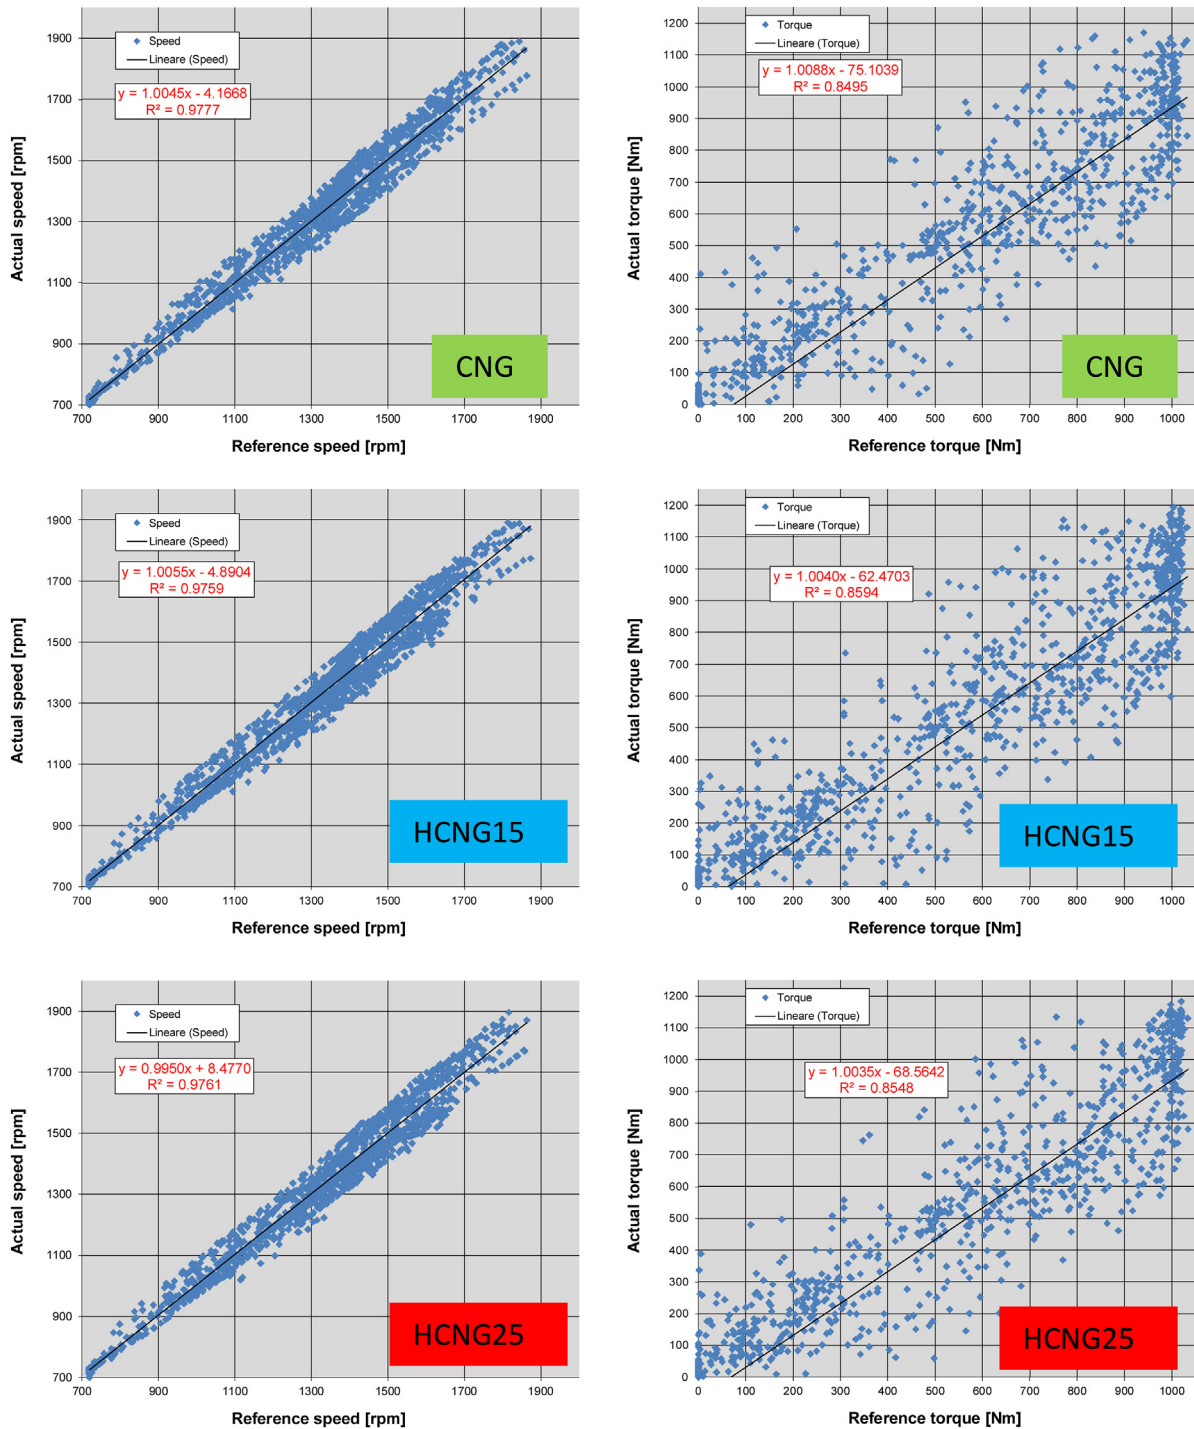 1900
1700
1500
1300
1100
900
700
Actual speed [rpm]
Speed
Lineare (Speed)
y = 1.0045x - 4.1668
R² = 0.9777
CNG
700 900 1100 1300 1500 1700 1900
Reference speed [rpm]
1200
1100
1000
900
800
700
600
500
400
300
200
100
0
Actual torque [Nm]
Torque
Lineare (Torque)
y = 1.0088x - 75.1039
R² = 0.8495
CNG
0 100 200 300 400 500 600 700 800 900 1000
Reference torque [Nm]
1900
1700
1500
1300
1100
900
700
Actual speed [rpm]
Speed
Lineare (Speed)
y = 1.0055x - 4.8904
R² = 0.9759
HCNG15
700 900 1100 1300 1500 1700 1900
Reference speed [rpm]
1200
1100
1000
900
800
700
600
500
400
300
200
100
0
Actual torque [Nm]
Torque
Lineare (Torque)
y = 1.0040x - 62.4703
R² = 0.8594
HCNG15
0 100 200 300 400 500 600 700 800 900 1000
Reference torque [Nm]
1900
1700
1500
1300
1100
900
700
Actual speed [rpm]
Speed
Lineare (Speed)
y = 0.9950x + 8.4770
R² = 0.9761
HCNG25
700 900 1100 1300 1500 1700 1900
Reference speed [rpm]
1200
1100
1000
900
800
700
600
500
400
300
200
100
0
Actual torque [Nm]
Torque
Lineare (Torque)
y = 1.0035x - 68.5642
R² = 0.8548
HCNG25
0 100 200 300 400 500 600 700 800 900 1000
Reference torque [Nm]